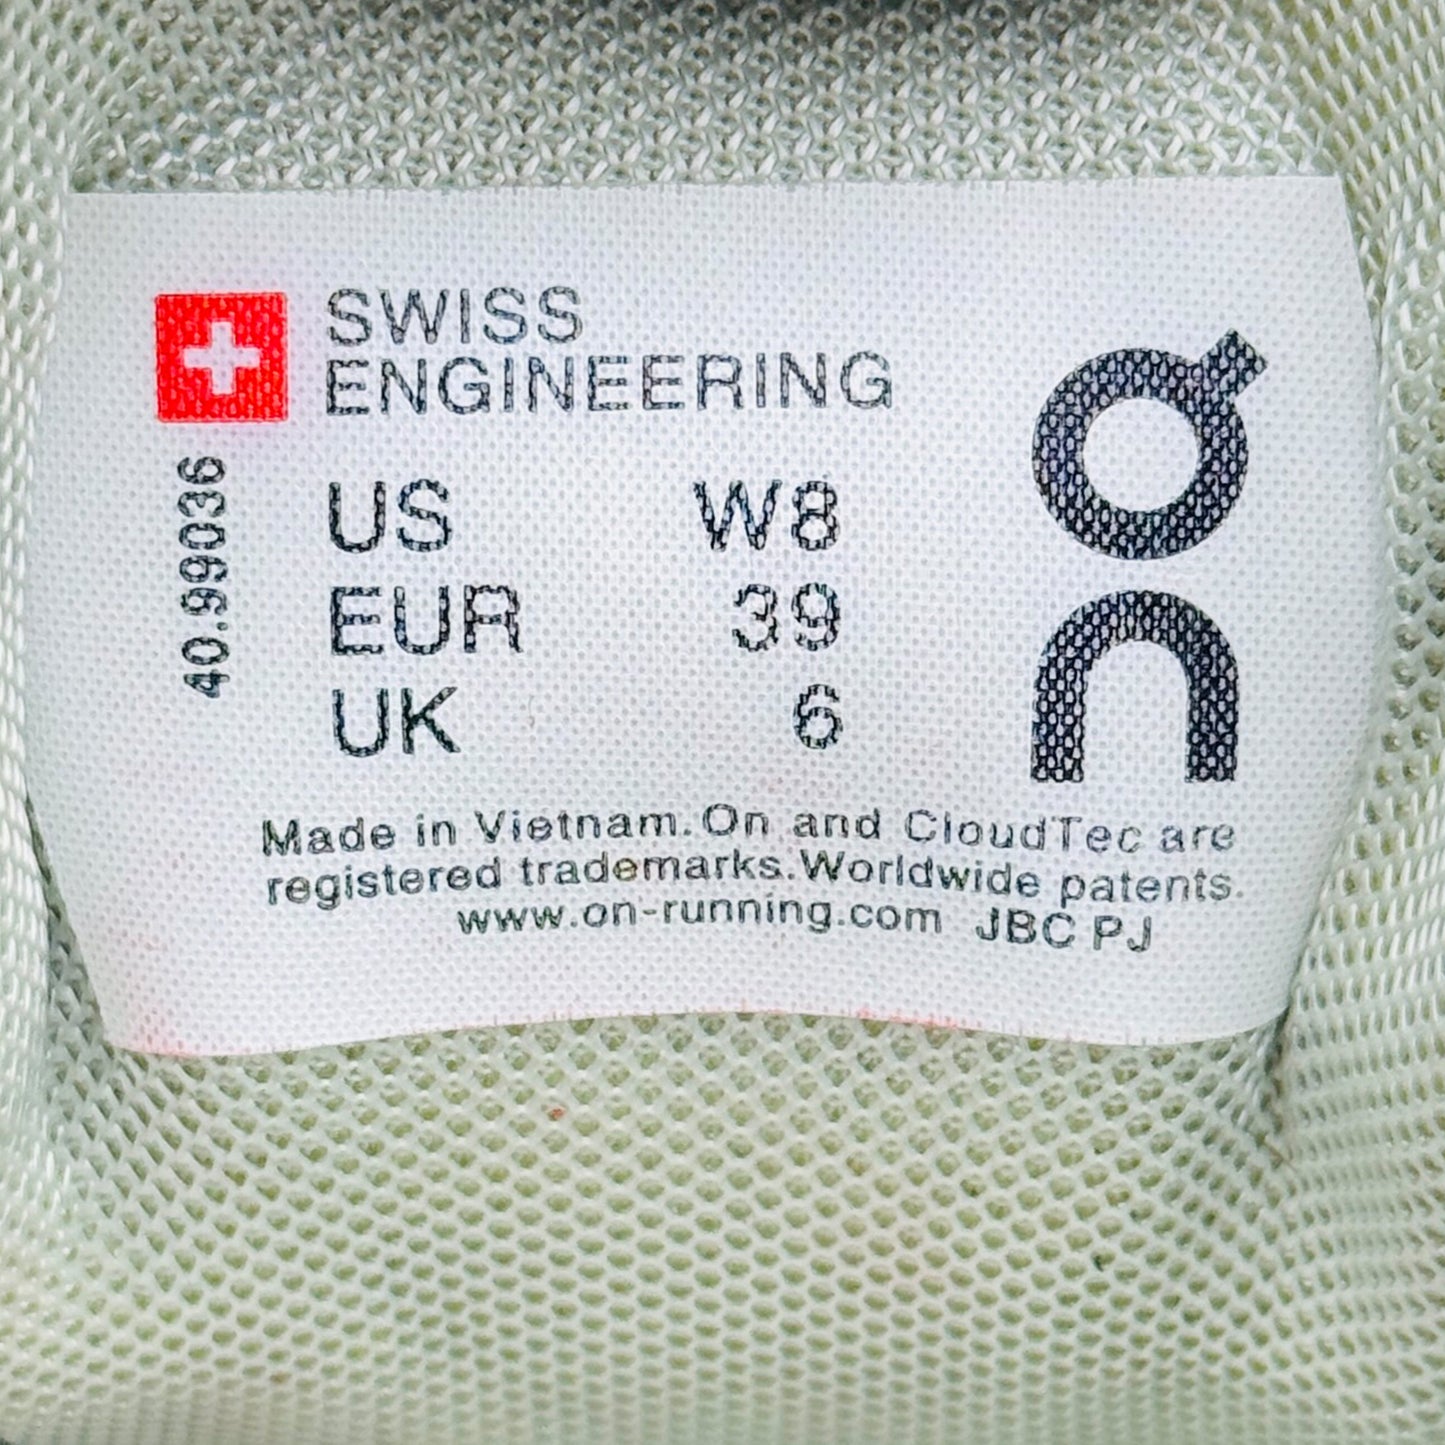 SWISS
ENGINEERING
40.99036
US W8
EUR 39
UK 6
On
Made in Vietnam. On and CloudTec are
registered trademarks. Worldwide patents.
www.on-running.com JBC PJ